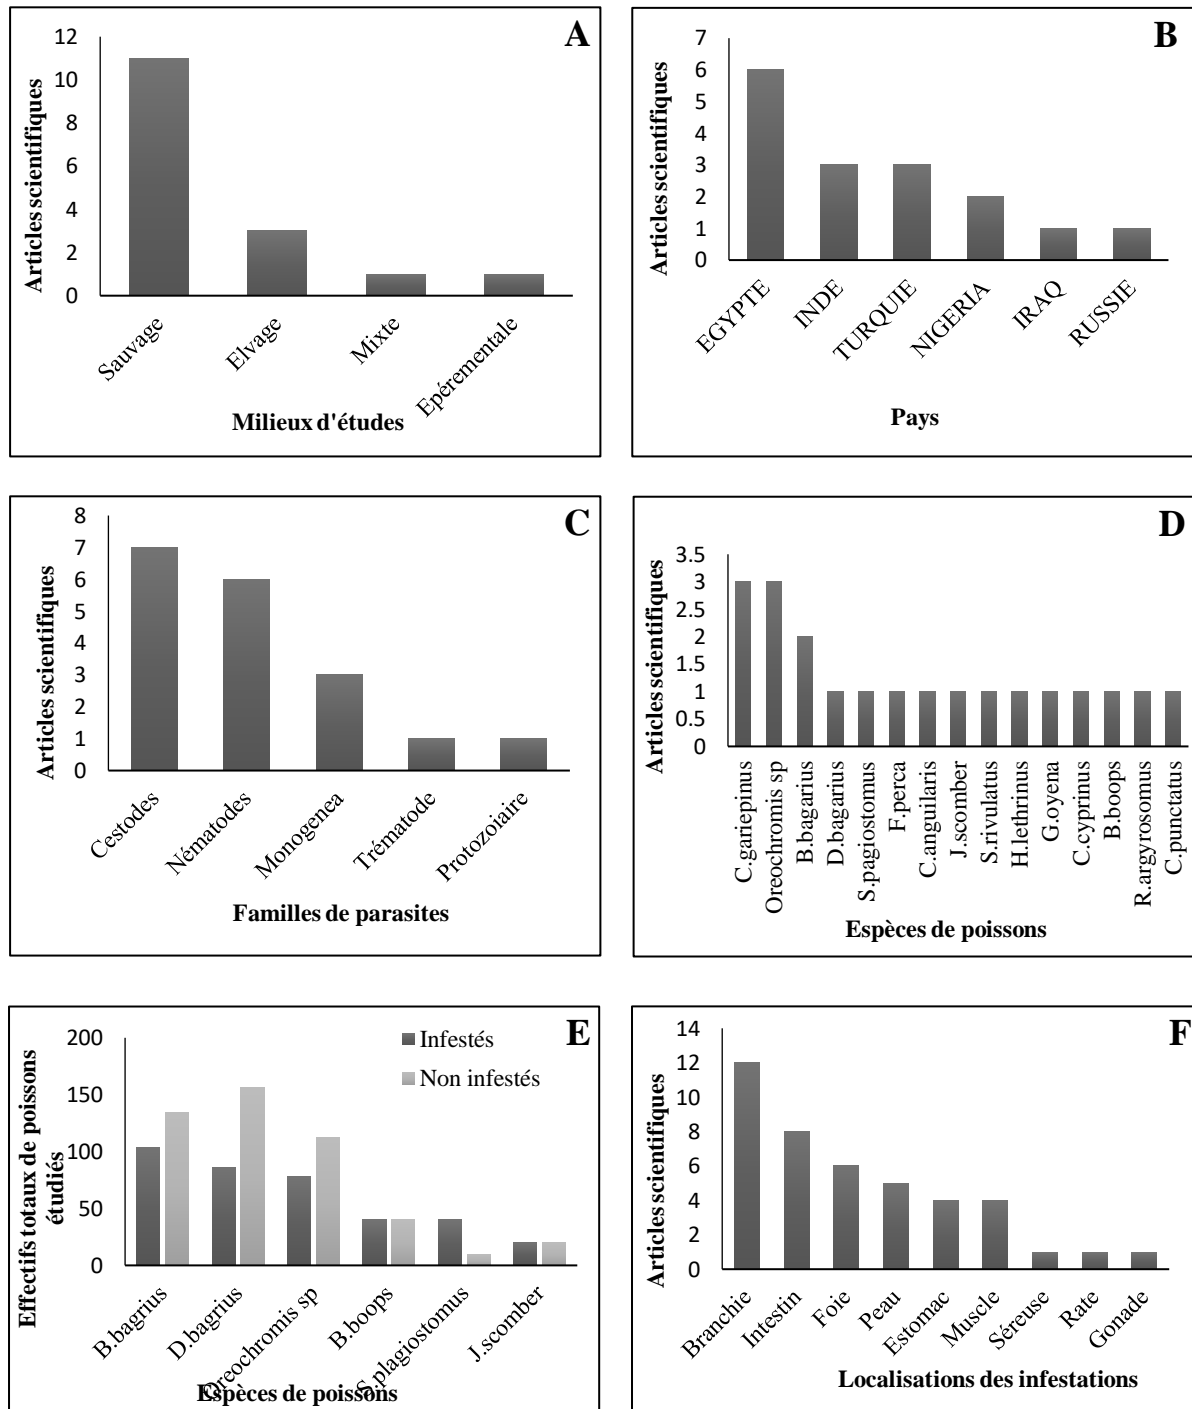 A
Articles scientifiques
12
10
8
6
4
2
0
Sauvage
Elvage
Mixte
Epérementale
Milieux d'études
B
Articles scientifiques
7
6
5
4
3
2
1
0
EGYPTE
INDE
TURQUIE
NIGERIA
IRAQ
RUSSIE
Pays
C
Articles scientifiques
8
7
6
5
4
3
2
1
0
Cestodes
Nématodes
Monogenea
Trématode
Protozoiaire
Familles de parasites
D
Articles scientifiques
3.5
3
2.5
2
1.5
1
0.5
0
C.gariepinus
Oreochromis sp
B.bagarius
D.bagarius
S.pagiostomus
F.perca
C.anguilaris
J.scomber
S.rivulatus
H.lethrinus
G.oyena
C.cyprinus
B.boops
R.argyrosomus
C.punctatus
Espèces de poissons
E
Effectifs totaux de poissons
étudiés
200
150
100
50
0
Infestés
Non infestés
B.bagrius
D.bagrius
Oreochromis sp
B.boops
S.plagiostomus
J.scomber
Espèces de poissons
F
Articles scientifiques
14
12
10
8
6
4
2
0
Branchie
Intestin
Foie
Peau
Estomac
Muscle
Séreuse
Rate
Gonade
Localisations des infestations